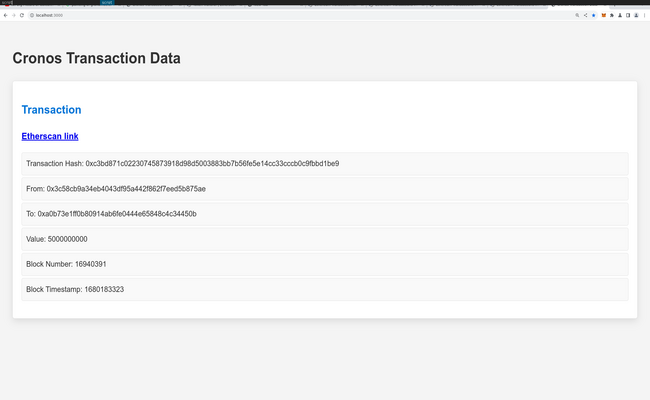 localhost:3000
Cronos Transaction Data
Transaction
Etherscan link
Transaction Hash: 0xc3bd871c02230745873918d98d5003883bb7b56fe5e14cc33cccb0c9fbbd1be9
From: 0x3c58cb9a34eb4043df95a442f862f7eed5b875ae
To: 0xa0b73e1ff0b80914ab6fe0444e65848c4c34450b
Value: 5000000000
Block Number: 16940391
Block Timestamp: 1680183323